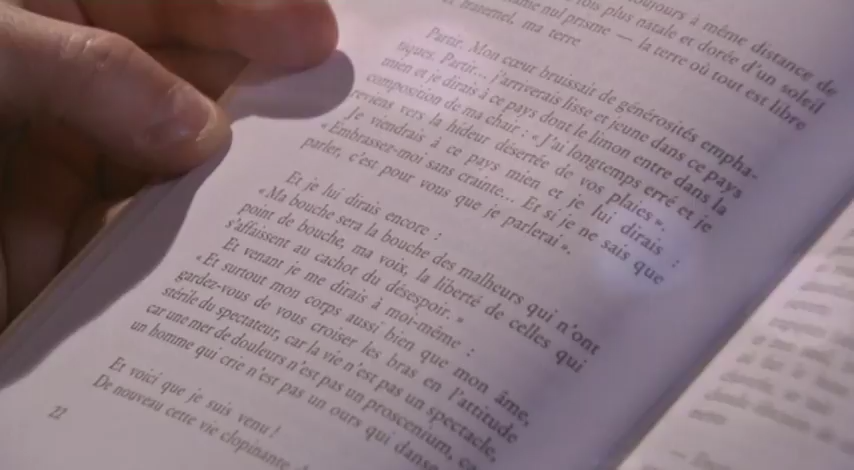 toujours à même distance de
fois plus natale et dorée d'un soleil
nul prisme — la terre où tout est libre
et fraternel, ma terre
Partir. Mon cœur bruissait de générosités empha-
tiques. Partir... j'arriverais lisse et jeune dans ce pays
mien et je dirais à ce pays dont le limon entre dans la
composition de ma chair : « J'ai longtemps erré et je
reviens vers la hideur désertée de vos plaies ».
Je viendrais à ce pays mien et je lui dirais :
« Embrassez-moi sans crainte... Et si je ne sais que
parler, c'est pour vous que je parlerai ».
Et je lui dirais encore :
« Ma bouche sera la bouche des malheurs qui n'ont
point de bouche, ma voix, la liberté de celles qui
s'affaissent au cachot du désespoir. »
Et venant je me dirais à moi-même :
« Et surtout mon corps aussi bien que mon âme,
gardez-vous de vous croiser les bras en l'attitude
stérile du spectateur, car la vie n'est pas un spectacle,
car une mer de douleurs n'est pas un proscenium, ca
un homme qui crie n'est pas un ours qui danse
Et voici que je suis venu !
De nouveau cette vie clopinante
22